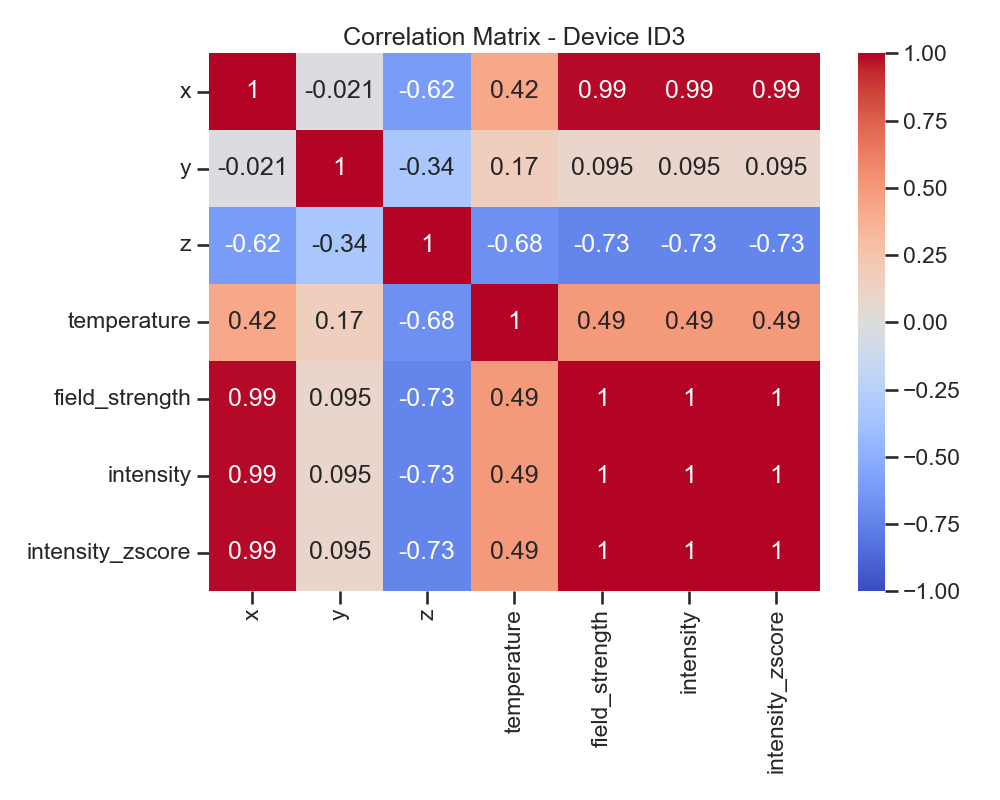 Correlation Matrix - Device ID3
x 1 -0.021 -0.62 0.42 0.99 0.99 0.99
y -0.021 1 -0.34 0.17 0.095 0.095 0.095
z -0.62 -0.34 1 -0.68 -0.73 -0.73 -0.73
temperature 0.42 0.17 -0.68 1 0.49 0.49 0.49
field_strength 0.99 0.095 -0.73 0.49 1 1 1
intensity 0.99 0.095 -0.73 0.49 1 1 1
intensity_zscore 0.99 0.095 -0.73 0.49 1 1 1
x y z temperature field_strength intensity intensity_zscore
1.00
0.75
0.50
0.25
0.00
−0.25
−0.50
−0.75
−1.00